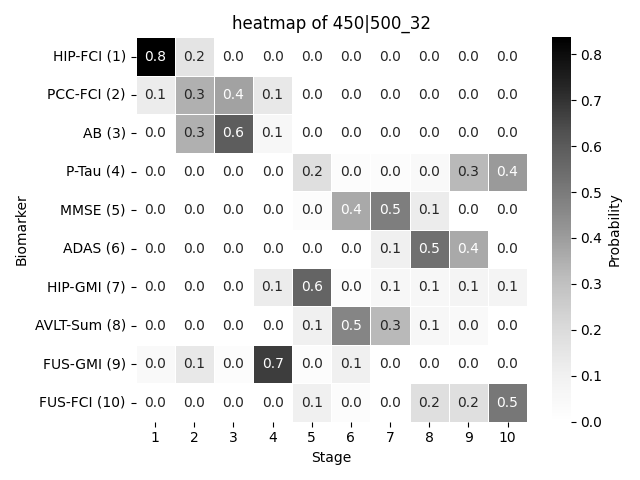 heatmap of 450|500_32
HIP-FCI (1) 0.8 0.2 0.0 0.0 0.0 0.0 0.0 0.0 0.0 0.0
PCC-FCI (2) 0.1 0.3 0.4 0.1 0.0 0.0 0.0 0.0 0.0 0.0
AB (3) 0.0 0.3 0.6 0.1 0.0 0.0 0.0 0.0 0.0 0.0
P-Tau (4) 0.0 0.0 0.0 0.0 0.2 0.0 0.0 0.0 0.3 0.4
MMSE (5) 0.0 0.0 0.0 0.0 0.0 0.4 0.5 0.1 0.0 0.0
ADAS (6) 0.0 0.0 0.0 0.0 0.0 0.0 0.1 0.5 0.4 0.0
HIP-GMI (7) 0.0 0.0 0.0 0.1 0.6 0.0 0.1 0.1 0.1 0.1
AVLT-Sum (8) 0.0 0.0 0.0 0.0 0.1 0.5 0.3 0.1 0.0 0.0
FUS-GMI (9) 0.0 0.1 0.0 0.7 0.0 0.1 0.0 0.0 0.0 0.0
FUS-FCI (10) 0.0 0.0 0.0 0.0 0.1 0.0 0.0 0.2 0.2 0.5
1 2 3 4 5 6 7 8 9 10
Stage
Biomarker
0.8
0.7
0.6
0.5
0.4
0.3
0.2
0.1
0.0
Probability